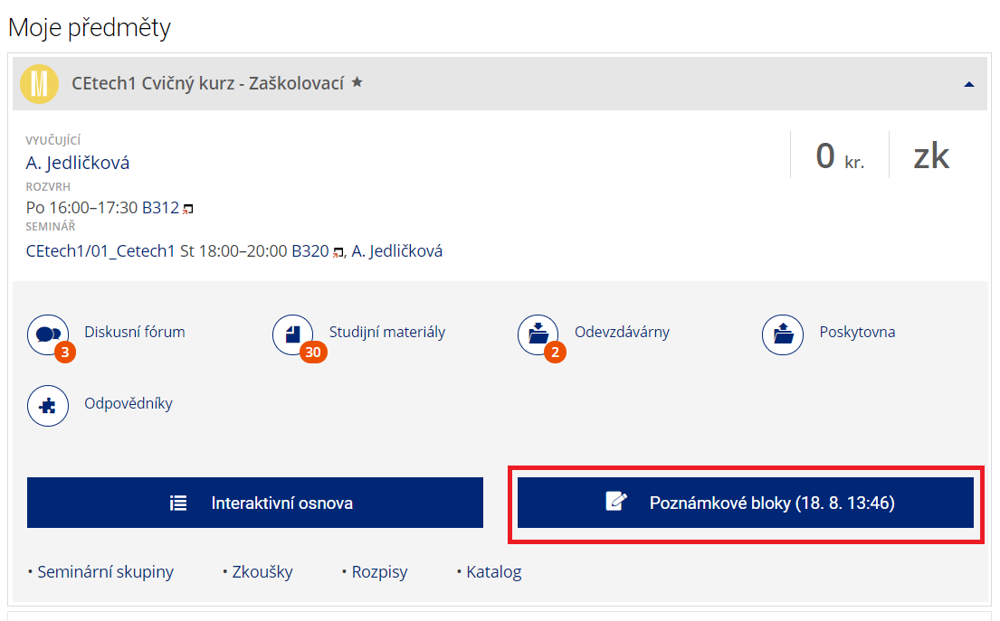 Moje předměty
M CEtech1 Cvičný kurz - Zaškolovací ★
VYUČUJÍCÍ
A. Jedličková
0 kr. zk
ROZVRH
Po 16:00–17:30 B312
SEMINÁŘ
CEtech1/01_Cetech1 St 18:00–20:00 B320 , A. Jedličková
Diskusní fórum Studijní materiály Odevzdávárny Poskytovna
3 30 2
Odpovědníky
Interaktivní osnova Poznámkové bloky (18. 8. 13:46)
• Seminární skupiny • Zkoušky • Rozpisy • Katalog